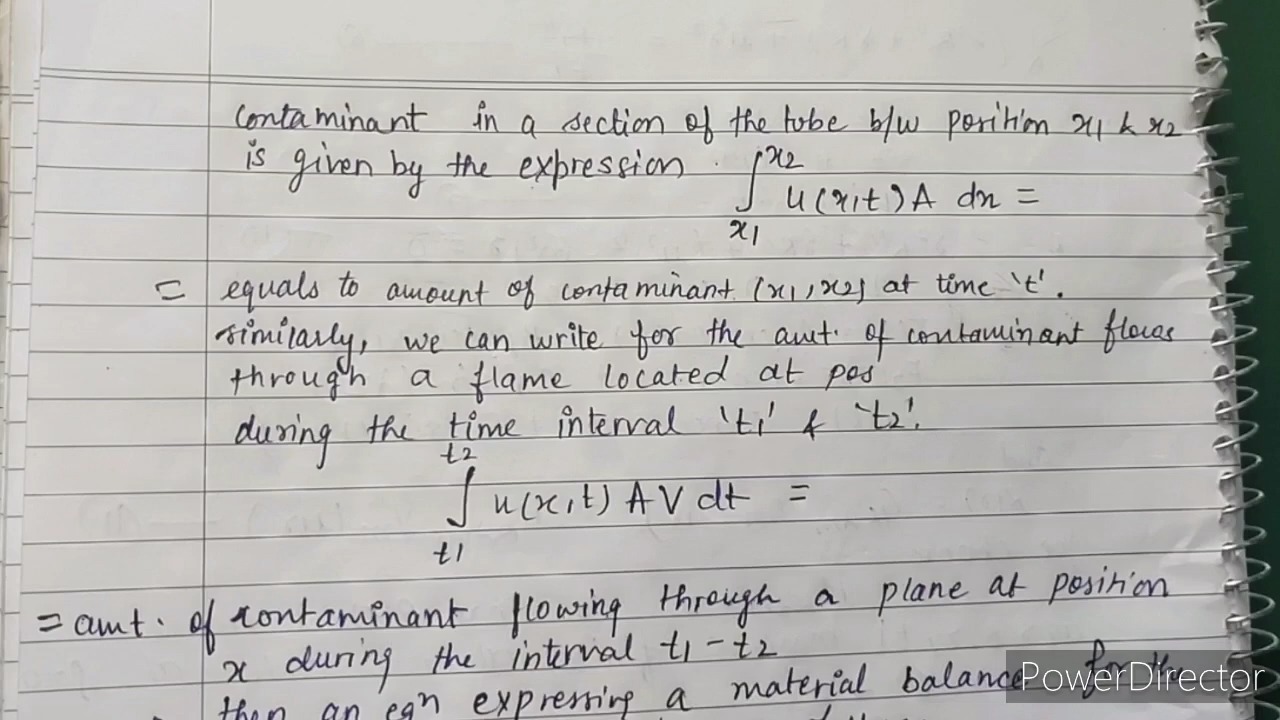 contaminant in a section of the tube b/w position x1 & x2
is given by the expression. ∫x1^x2 u(x,t)A dx =
= equals to amount of contaminant (x1, x2) at time 't'.
similarly, we can write for the amt. of contaminant flows
through a flame located at pos
during the time interval 't1' & 't2'.
∫t1^t2 u(x,t) A V dt =
= amt. of contaminant flowing through a plane at position
x during the interval t1 - t2
then an eqn expressing a material balance for the
PowerDirector